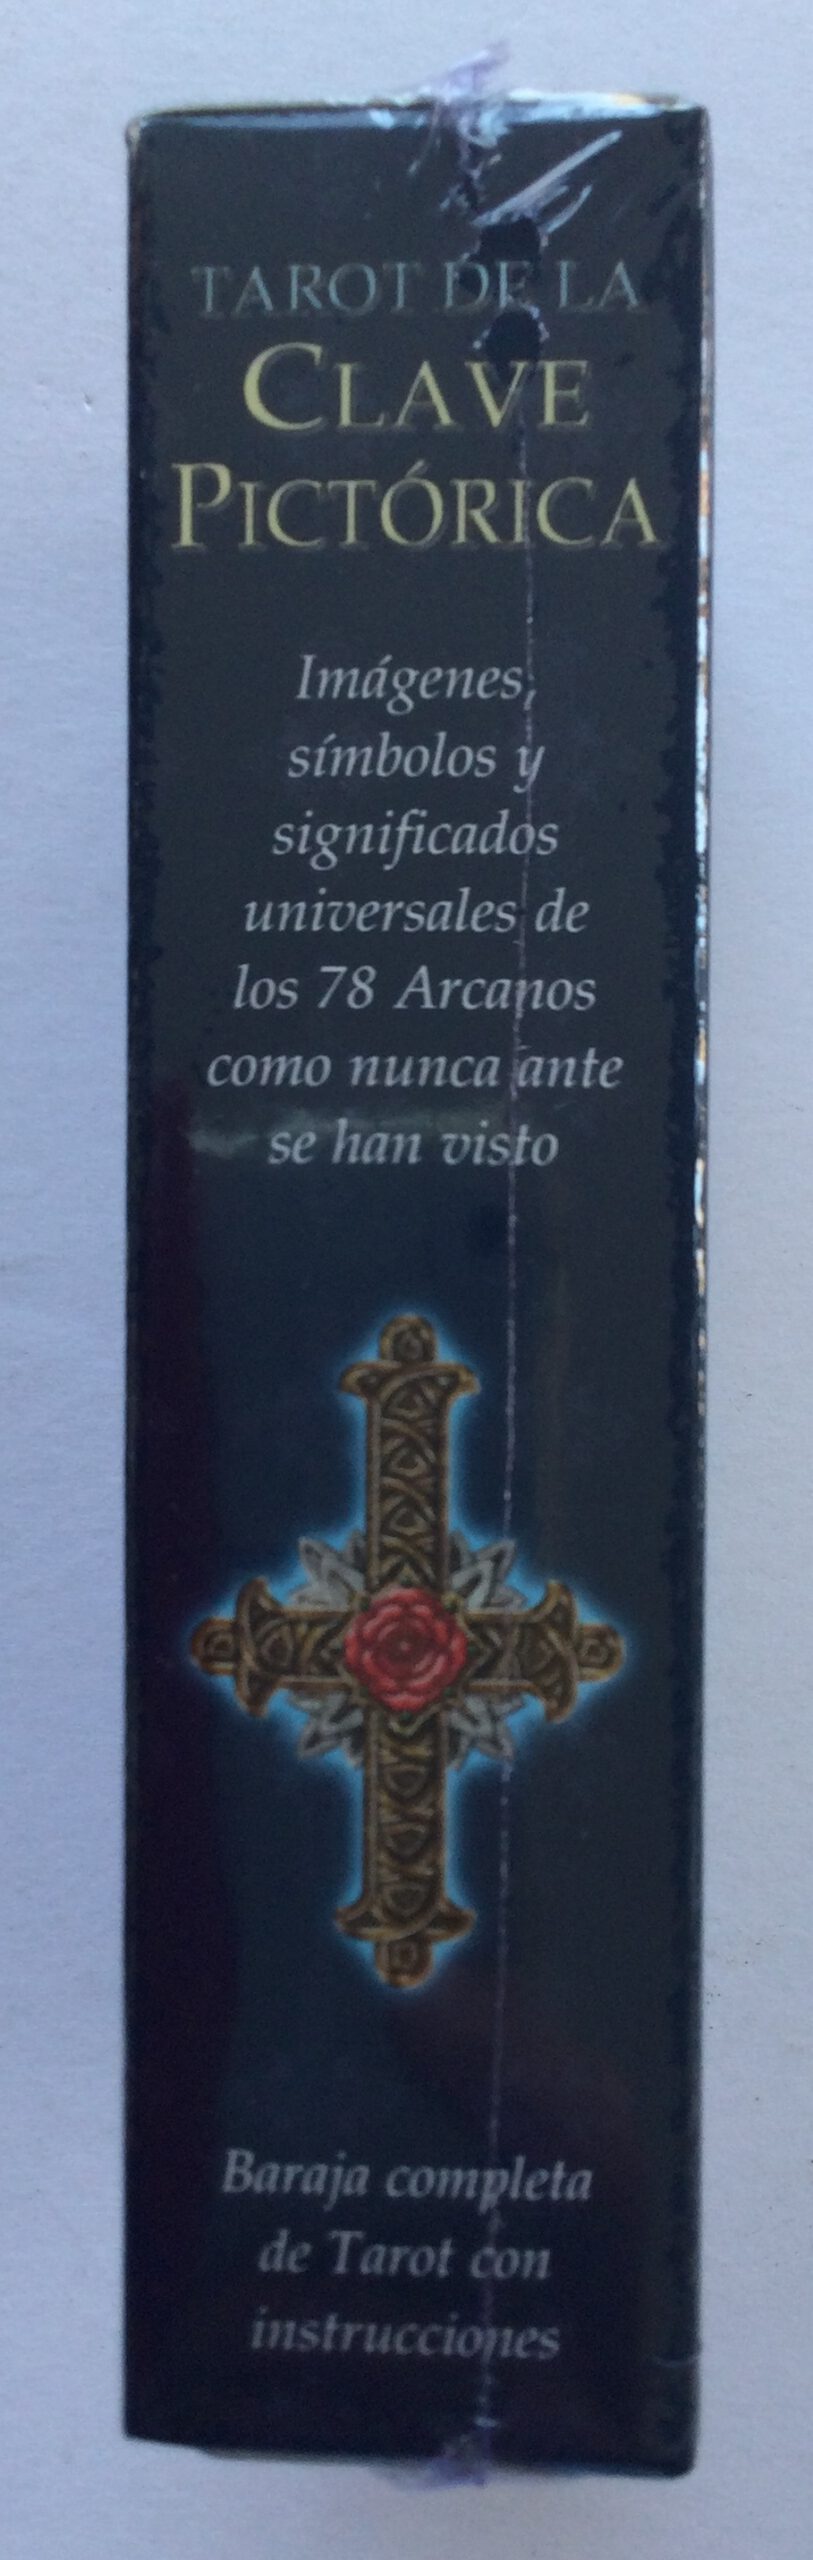 TAROT DE LA
CLAVE
PICTÓRICA
Imágenes,
símbolos y
significados
universales de
los 78 Arcanos
como nunca ante
se han visto
Baraja completa
de Tarot con
instrucciones